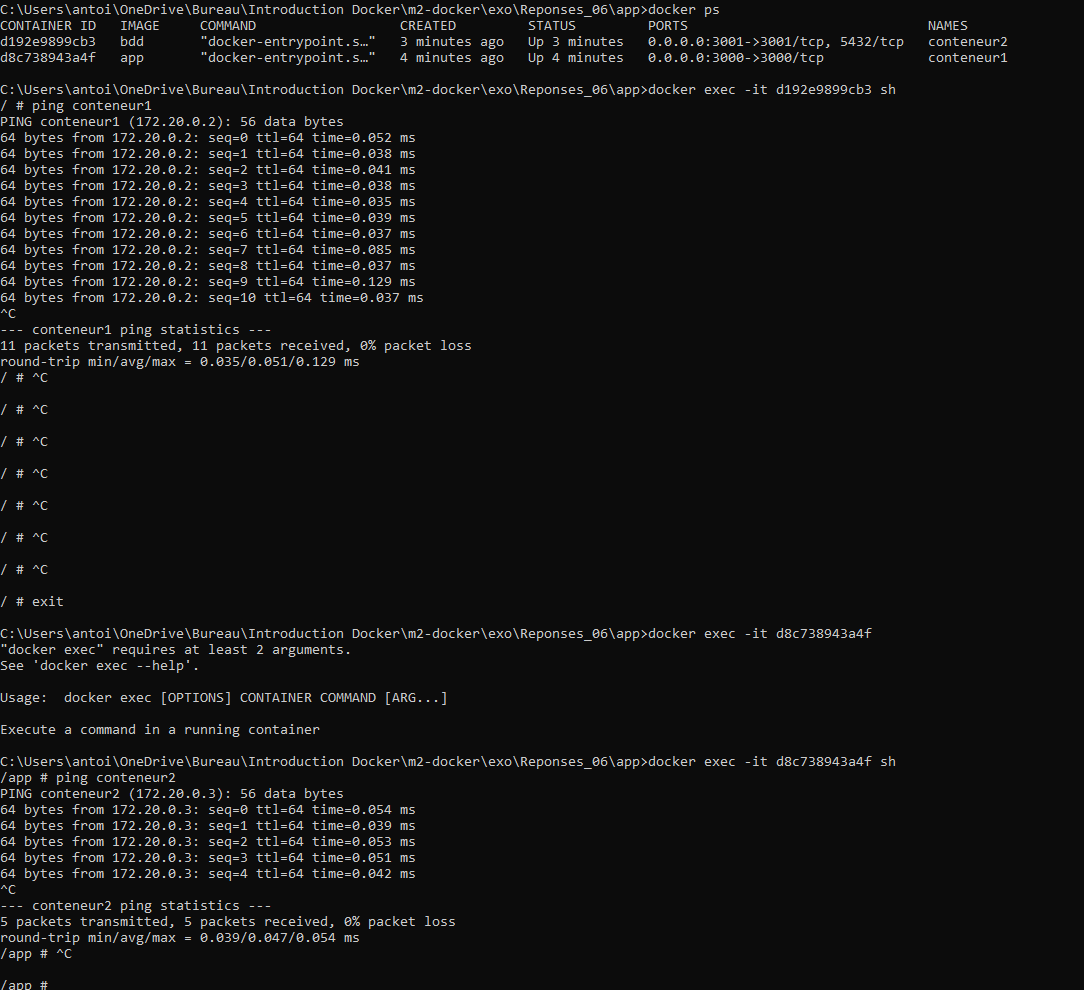 C:\Users\antoi\OneDrive\Bureau\Introduction Docker\m2-docker\exo\Reponses_06\app>docker ps
CONTAINER ID   IMAGE     COMMAND                  CREATED         STATUS         PORTS                              NAMES
d192e9899cb3   bdd       "docker-entrypoint.s…"   3 minutes ago   Up 3 minutes   0.0.0.0:3001->3001/tcp, 5432/tcp   conteneur2
d8c738943a4f   app       "docker-entrypoint.s…"   4 minutes ago   Up 4 minutes   0.0.0.0:3000->3000/tcp             conteneur1
C:\Users\antoi\OneDrive\Bureau\Introduction Docker\m2-docker\exo\Reponses_06\app>docker exec -it d192e9899cb3 sh
/ # ping conteneur1
PING conteneur1 (172.20.0.2): 56 data bytes
64 bytes from 172.20.0.2: seq=0 ttl=64 time=0.052 ms
64 bytes from 172.20.0.2: seq=1 ttl=64 time=0.038 ms
64 bytes from 172.20.0.2: seq=2 ttl=64 time=0.041 ms
64 bytes from 172.20.0.2: seq=3 ttl=64 time=0.038 ms
64 bytes from 172.20.0.2: seq=4 ttl=64 time=0.035 ms
64 bytes from 172.20.0.2: seq=5 ttl=64 time=0.039 ms
64 bytes from 172.20.0.2: seq=6 ttl=64 time=0.037 ms
64 bytes from 172.20.0.2: seq=7 ttl=64 time=0.085 ms
64 bytes from 172.20.0.2: seq=8 ttl=64 time=0.037 ms
64 bytes from 172.20.0.2: seq=9 ttl=64 time=0.129 ms
64 bytes from 172.20.0.2: seq=10 ttl=64 time=0.037 ms
^C
--- conteneur1 ping statistics ---
11 packets transmitted, 11 packets received, 0% packet loss
round-trip min/avg/max = 0.035/0.051/0.129 ms
/ # ^C
/ # ^C
/ # ^C
/ # ^C
/ # ^C
/ # ^C
/ # ^C
/ # exit
C:\Users\antoi\OneDrive\Bureau\Introduction Docker\m2-docker\exo\Reponses_06\app>docker exec -it d8c738943a4f
"docker exec" requires at least 2 arguments.
See 'docker exec --help'.
Usage:  docker exec [OPTIONS] CONTAINER COMMAND [ARG...]
Execute a command in a running container
C:\Users\antoi\OneDrive\Bureau\Introduction Docker\m2-docker\exo\Reponses_06\app>docker exec -it d8c738943a4f sh
/app # ping conteneur2
PING conteneur2 (172.20.0.3): 56 data bytes
64 bytes from 172.20.0.3: seq=0 ttl=64 time=0.054 ms
64 bytes from 172.20.0.3: seq=1 ttl=64 time=0.039 ms
64 bytes from 172.20.0.3: seq=2 ttl=64 time=0.053 ms
64 bytes from 172.20.0.3: seq=3 ttl=64 time=0.051 ms
64 bytes from 172.20.0.3: seq=4 ttl=64 time=0.042 ms
^C
--- conteneur2 ping statistics ---
5 packets transmitted, 5 packets received, 0% packet loss
round-trip min/avg/max = 0.039/0.047/0.054 ms
/app # ^C
/app #